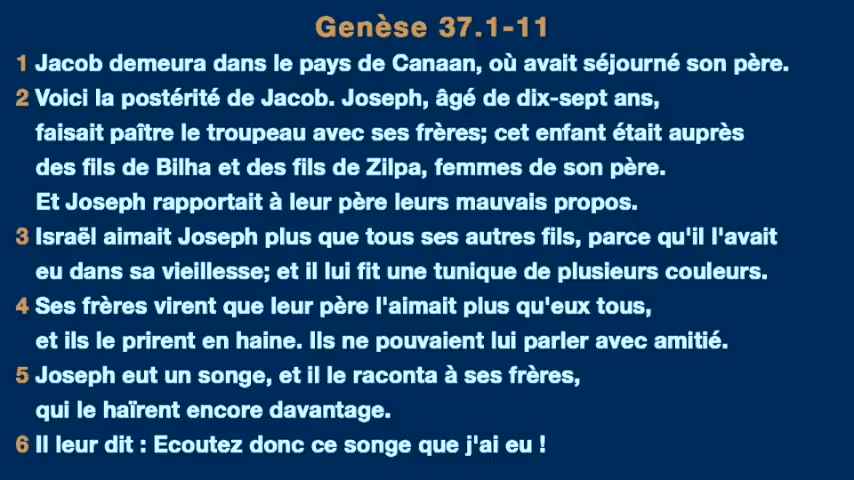 Genèse 37.1-11
1 Jacob demeura dans le pays de Canaan, où avait séjourné son père.
2 Voici la postérité de Jacob. Joseph, âgé de dix-sept ans,
faisait paître le troupeau avec ses frères; cet enfant était auprès
des fils de Bilha et des fils de Zilpa, femmes de son père.
Et Joseph rapportait à leur père leurs mauvais propos.
3 Israël aimait Joseph plus que tous ses autres fils, parce qu'il l'avait
eu dans sa vieillesse; et il lui fit une tunique de plusieurs couleurs.
4 Ses frères virent que leur père l'aimait plus qu'eux tous,
et ils le prirent en haine. Ils ne pouvaient lui parler avec amitié.
5 Joseph eut un songe, et il le raconta à ses frères,
qui le haïrent encore davantage.
6 Il leur dit : Ecoutez donc ce songe que j'ai eu !